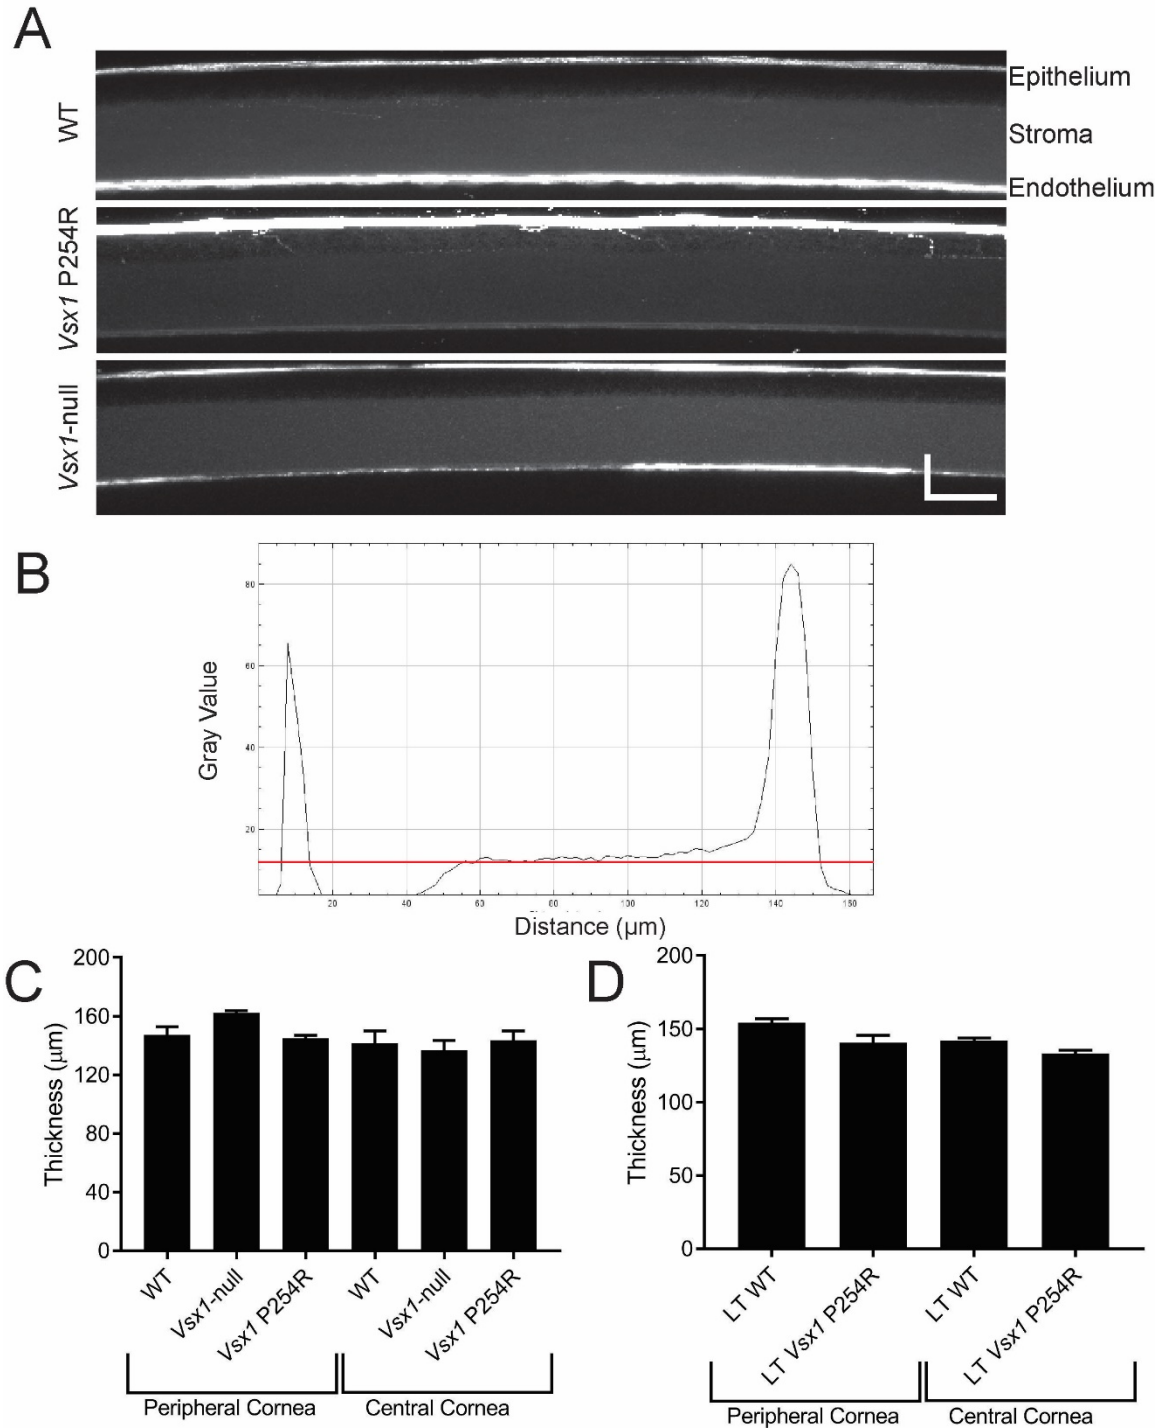 A
WT
Epithelium
Stroma
Endothelium
Vsx1 P254R
Vsx1-null
B
Gray Value
80
60
40
20
20 40 60 80 100 120 140 150
Distance (µm)
C
Thickness (μm)
200
160
120
80
40
0
WT
Vsx1-null
Vsx1 P254R
WT
Vsx1-null
Vsx1 P254R
Peripheral Cornea
Central Cornea
D
Thickness (μm)
200
150
100
50
0
LT WT
LT Vsx1 P254R
LT WT
LT Vsx1 P254R
Peripheral Cornea
Central Cornea